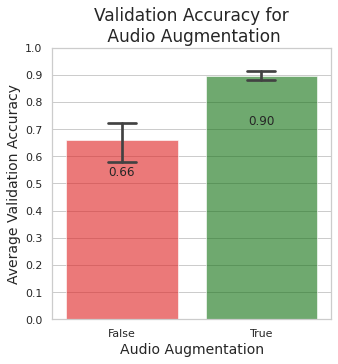 Validation Accuracy for
Audio Augmentation
Average Validation Accuracy
1.0
0.9
0.8
0.7
0.6
0.5
0.4
0.3
0.2
0.1
0.0
0.66
0.90
False
True
Audio Augmentation